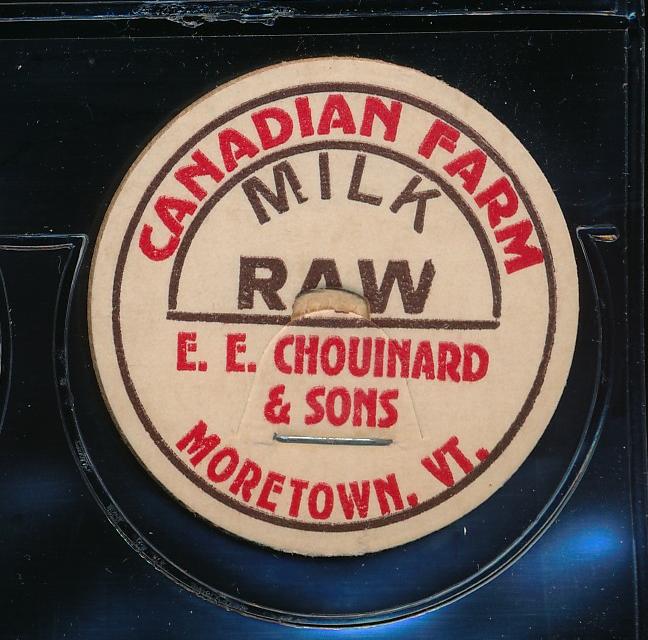 CANADIAN FARM
MILK
RAW
E. E. CHOUINARD
& SONS
MORETOWN, VT.